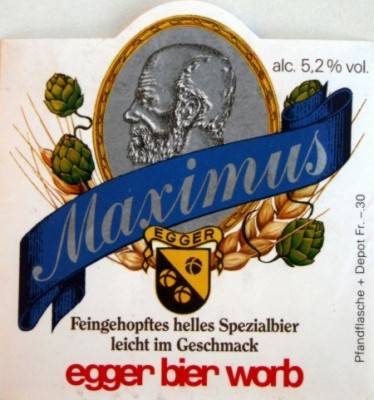 alc. 5,2 % vol.
Maximus
EGGER
Feingehopftes helles Spezialbier
leicht im Geschmack
egger bier worb
Pfandflasche + Depot Fr. –.30